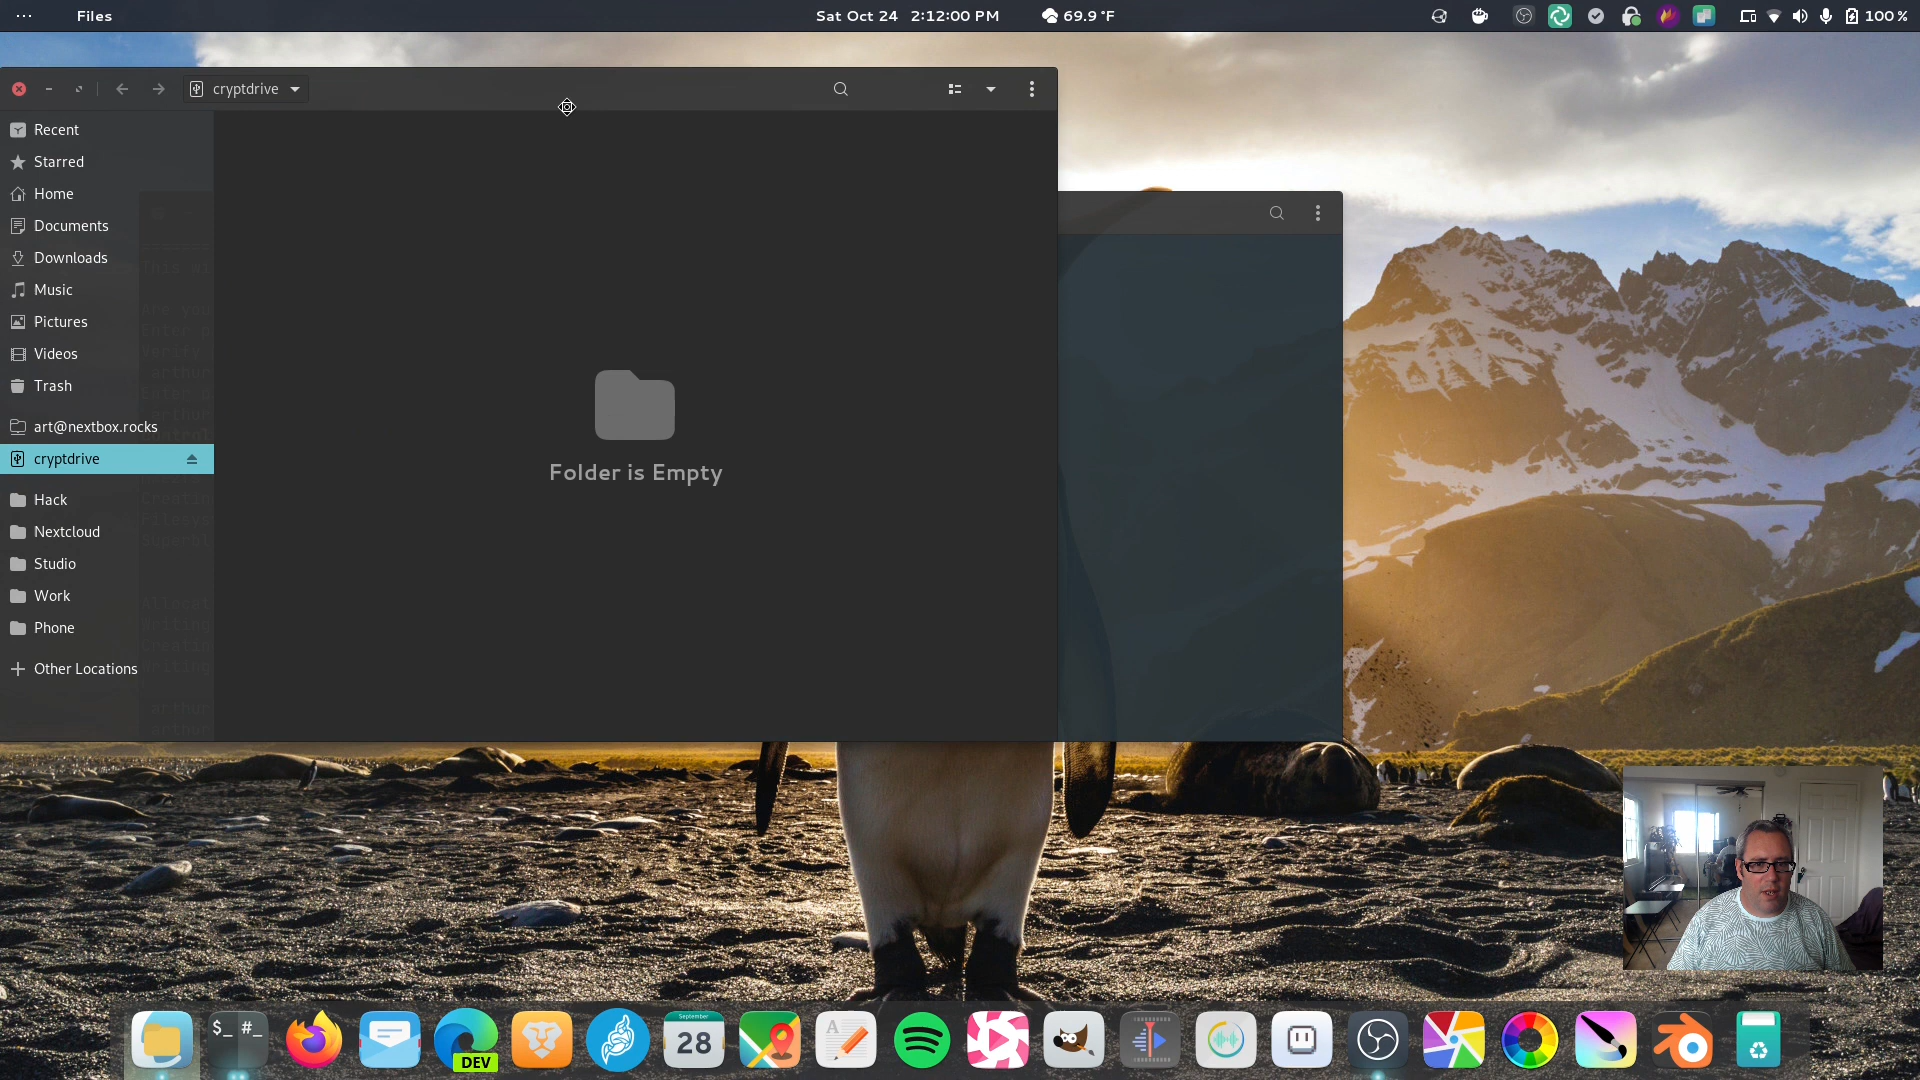 Files
Sat Oct 24 2:12:00 PM
69.9 °F
100 %
cryptdrive
Recent
Starred
Home
Documents
Downloads
Music
Pictures
Videos
Trash
art@nextbox.rocks
cryptdrive
Hack
Nextcloud
Studio
Work
Phone
Other Locations
Folder is Empty
$_ #_
DEV
September
28
A